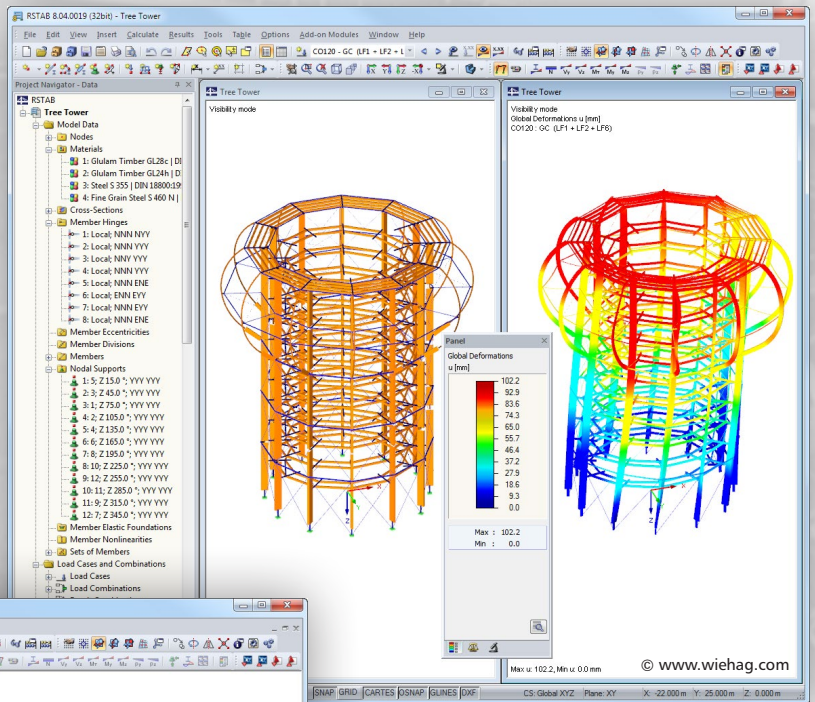 RSTAB 8.04.0019 (32bit) - Tree Tower
File Edit View Insert Calculate Results Tools Table Options Add-on Modules Window Help
CO120 - GC (LF1 + LF2 + L
Project Navigator - Data
RSTAB
Tree Tower
Model Data
Nodes
Materials
1: Glulam Timber GL28c | DI
2: Glulam Timber GL24h | D
3: Steel S 355 | DIN 18800:19
4: Fine Grain Steel S 460 N |
Cross-Sections
Member Hinges
1: Local; NNN NYY
2: Local; NNN YYY
3: Local; NNY YYY
4: Local; NNN YYY
5: Local; NNN ENE
6: Local; ENN EYY
7: Local; NNN EYY
8: Local; NNN ENE
Member Eccentricities
Member Divisions
Members
Nodal Supports
1: 5; Z 15.0 °; YYY YYY
2: 3; Z 45.0 °; YYY YYY
3: 1; Z 75.0 °; YYY YYY
4: 2; Z 105.0 °; YYY YYY
5: 4; Z 135.0 °; YYY YYY
6: 6; Z 165.0 °; YYY YYY
7: 8; Z 195.0 °; YYY YYY
8: 10; Z 225.0 °; YYY YYY
9: 12; Z 255.0 °; YYY YYY
10: 11; Z 285.0 °; YYY YYY
11: 9; Z 315.0 °; YYY YYY
12: 7; Z 345.0 °; YYY YYY
Member Elastic Foundations
Member Nonlinearities
Sets of Members
Load Cases and Combinations
Load Cases
Load Combinations
Tree Tower
Visibility mode
X
Y
Z
Tree Tower
Visibility mode
Global Deformations u [mm]
CO120 : GC (LF1 + LF2 + LF6)
X
Y
Z
Panel
Global Deformations
u [mm]
102.2
92.9
83.6
74.3
65.0
55.7
46.4
37.2
27.9
18.6
9.3
0.0
Max : 102.2
Min : 0.0
Max u: 102.2, Min u: 0.0 mm
© www.wiehag.com
SNAP GRID CARTES OSNAP GLINES DXF CS: Global XYZ Plane: XY X: -22.000 m Y: 25.000 m Z: 0.000 m